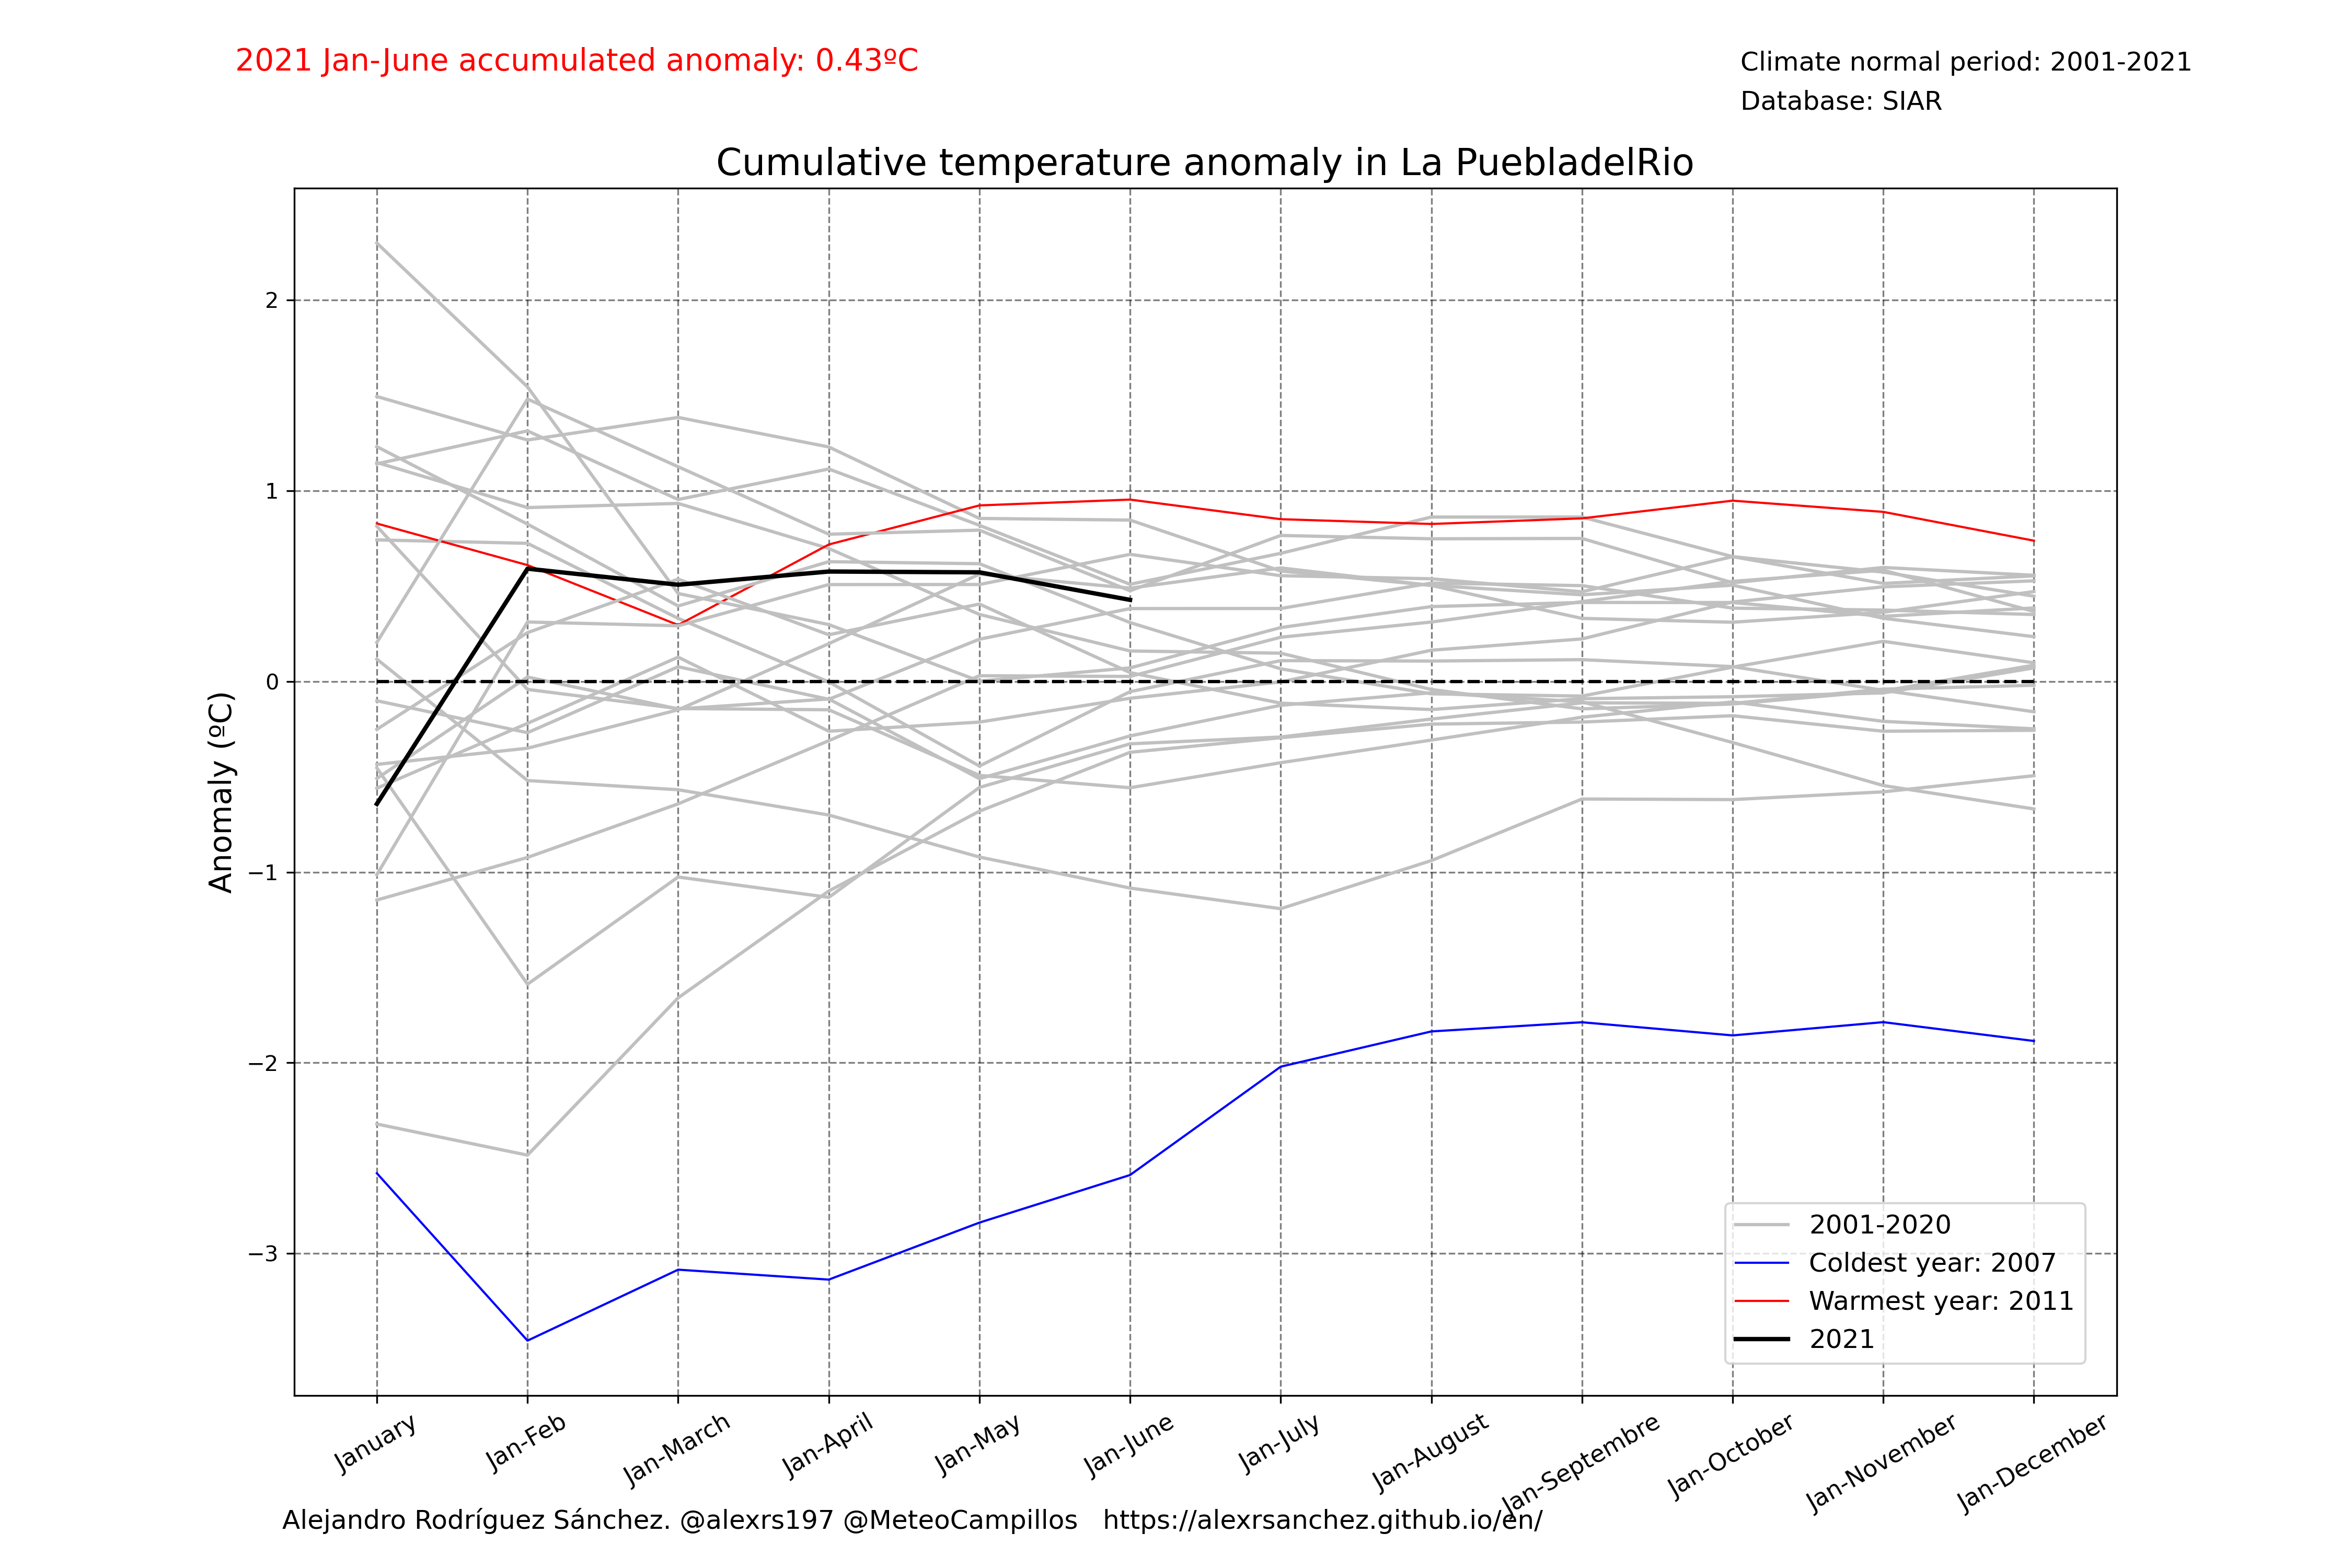 2021 Jan-June accumulated anomaly: 0.43ºC
Climate normal period: 2001-2021
Database: SIAR
Cumulative temperature anomaly in La PuebladelRio
Anomaly (ºC)
2
1
0
−1
−2
−3
2001-2020
Coldest year: 2007
Warmest year: 2011
2021
January
Jan-Feb
Jan-March
Jan-April
Jan-May
Jan-June
Jan-July
Jan-August
Jan-Septembre
Jan-October
Jan-November
Jan-December
Alejandro Rodríguez Sánchez. @alexrs197 @MeteoCampillos   https://alexrsanchez.github.io/en/